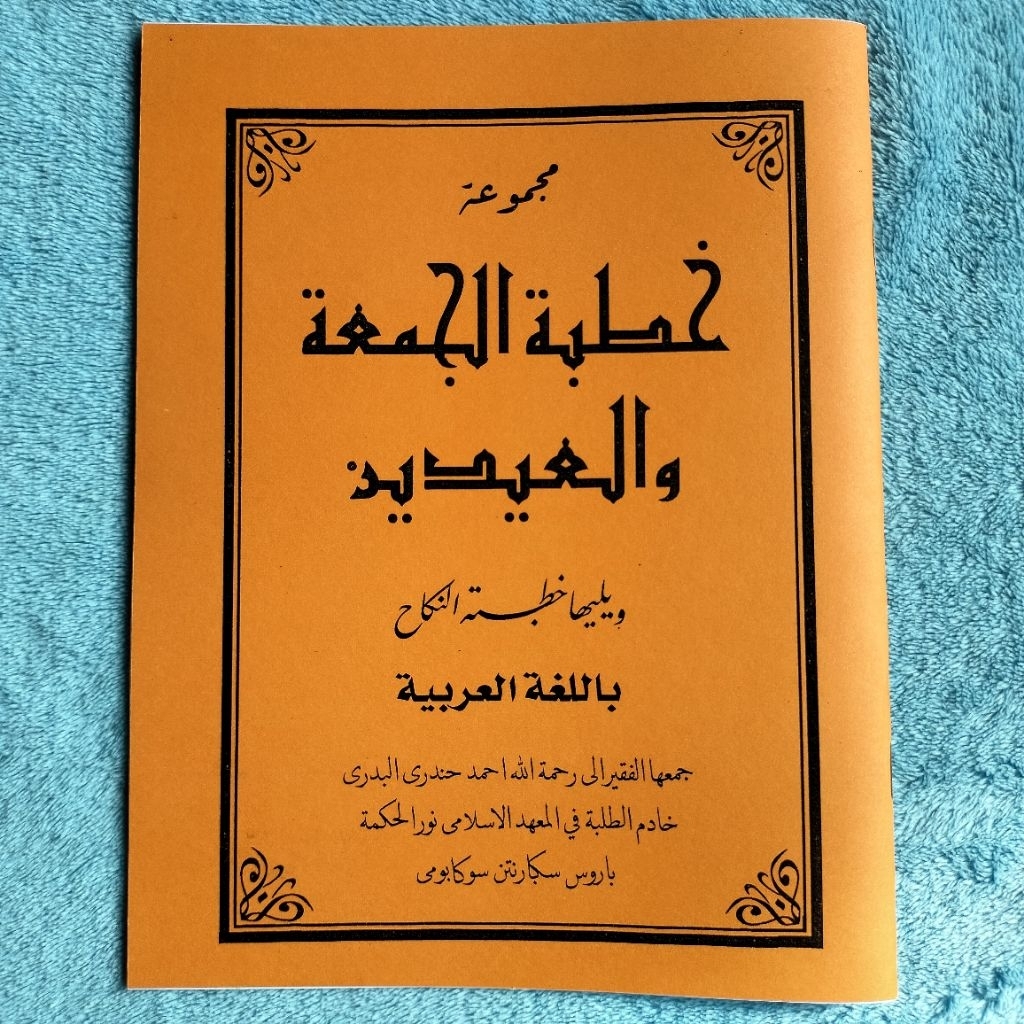 مجموعة
خطبة الجمعة
والعيدين
ويليها خطبة النكاح
باللغة العربية
جمعها الفقير الى رحمة الله احمد حندرى البدرى
خادم الطلبة في المعهد الاسلامى نور الحكمة
باروس سكارنتن سوكابومى